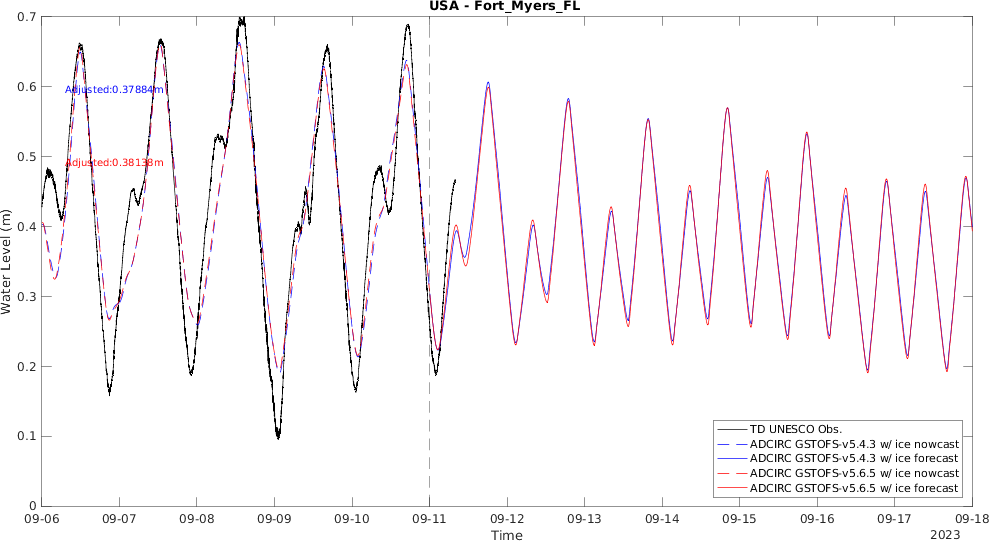 USA - Fort_Myers_FL
0.7
0.6
0.5
0.4
0.3
0.2
0.1
0
Water Level (m)
Adjusted:0.37884m
Adjusted:0.38138m
TD UNESCO Obs.
ADCIRC GSTOFS-v5.4.3 w/ ice nowcast
ADCIRC GSTOFS-v5.4.3 w/ ice forecast
ADCIRC GSTOFS-v5.6.5 w/ ice nowcast
ADCIRC GSTOFS-v5.6.5 w/ ice forecast
09-06 09-07 09-08 09-09 09-10 09-11 09-12 09-13 09-14 09-15 09-16 09-17 09-18
Time
2023